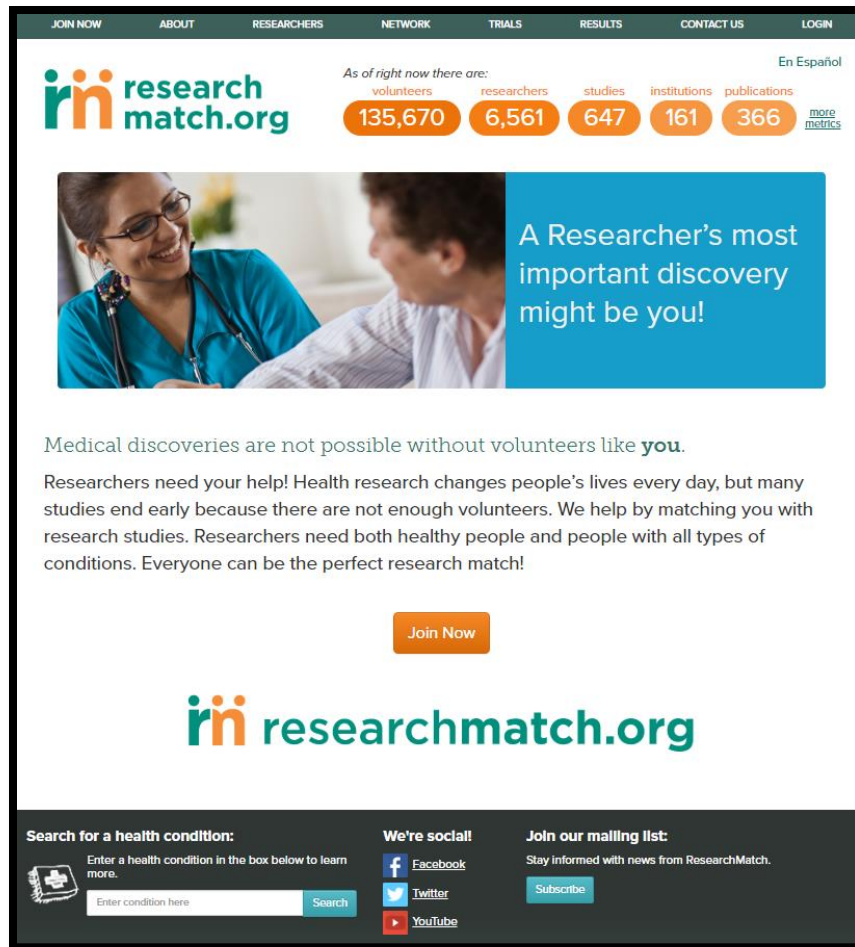 JOIN NOW ABOUT RESEARCHERS NETWORK TRIALS RESULTS CONTACT US LOGIN
En Español
research
match.org
As of right now there are:
volunteers researchers studies institutions publications
135,670 6,561 647 161 366
more
metrics
A Researcher's most
important discovery
might be you!
Medical discoveries are not possible without volunteers like you.
Researchers need your help! Health research changes people's lives every day, but many
studies end early because there are not enough volunteers. We help by matching you with
research studies. Researchers need both healthy people and people with all types of
conditions. Everyone can be the perfect research match!
Join Now
researchmatch.org
Search for a health condition:
Enter a health condition in the box below to learn
more.
Enter condition here
Search
We're social!
Facebook
Twitter
YouTube
Join our mailing list:
Stay informed with news from ResearchMatch.
Subscribe